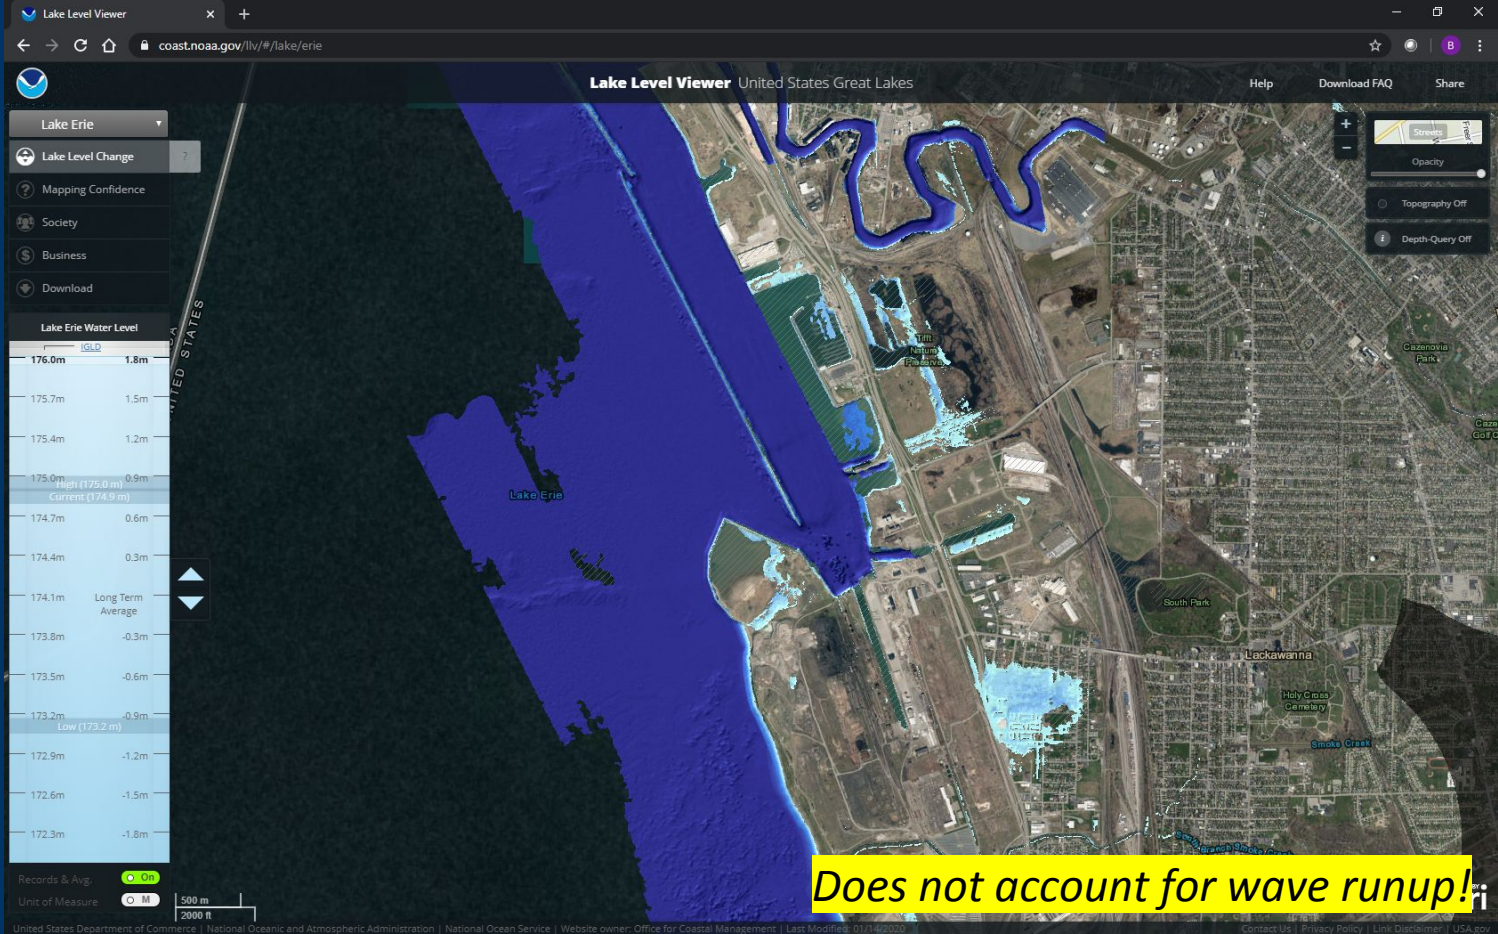 Lake Level Viewer
coast.noaa.gov/llv/#/lake/erie
B
Lake Level Viewer United States Great Lakes
Help Download FAQ Share
Lake Erie
Lake Level Change ?
Mapping Confidence
Society
Business
Download
Lake Erie Water Level
IGLD
176.0m 1.8m
175.7m 1.5m
175.4m 1.2m
175.0m 0.9m
High (175.0 m)
Current (174.9 m)
174.7m 0.6m
174.4m 0.3m
174.1m Long Term
Average
173.8m -0.3m
173.5m -0.6m
173.2m -0.9m
Low (173.2 m)
172.9m -1.2m
172.6m -1.5m
172.3m -1.8m
Records & Avg. On
Unit of Measure M
500 m
2000 ft
Streets
Opacity
Topography Off
Depth-Query Off
STATES
Lake Erie
Tifft
Nature
Preserve
Cazenovia
Park
South Park
Lackawanna
Holy Cross
Cemetery
Smoke Creek
South Branch Smoke Creek
Does not account for wave runup!
United States Department of Commerce | National Oceanic and Atmospheric Administration | National Ocean Service | Website owner: Office for Coastal Management | Last Modified: 01/14/2020
Contact Us | Privacy Policy | Link Disclaimer | USA.gov